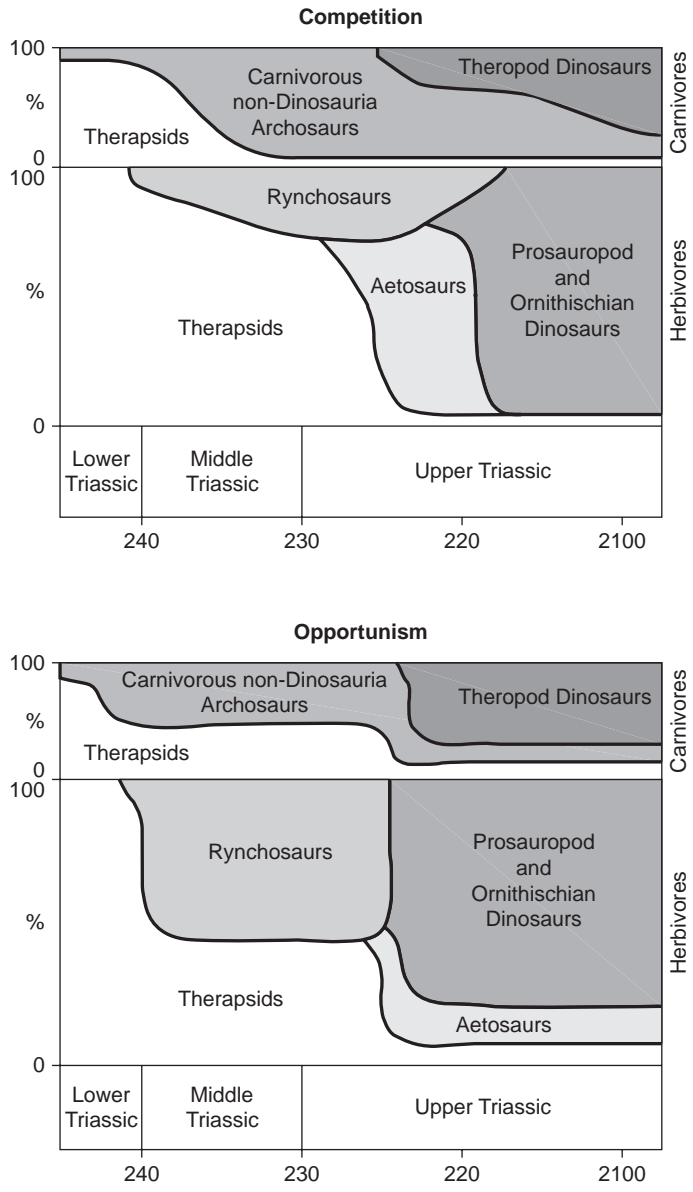 Competition
100
%
0
Therapsids
Carnivorous
non-Dinosauria
Archosaurs
Theropod Dinosaurs
Carnivores
100
%
0
Rynchosaurs
Therapsids
Aetosaurs
Prosauropod
and
Ornithischian
Dinosaurs
Herbivores
Lower
Triassic
Middle
Triassic
Upper Triassic
240
230
220
2100
Opportunism
100
%
0
Carnivorous non-Dinosauria
Archosaurs
Therapsids
Theropod Dinosaurs
Carnivores
100
%
0
Rynchosaurs
Therapsids
Prosauropod
and
Ornithischian
Dinosaurs
Aetosaurs
Herbivores
Lower
Triassic
Middle
Triassic
Upper Triassic
240
230
220
2100